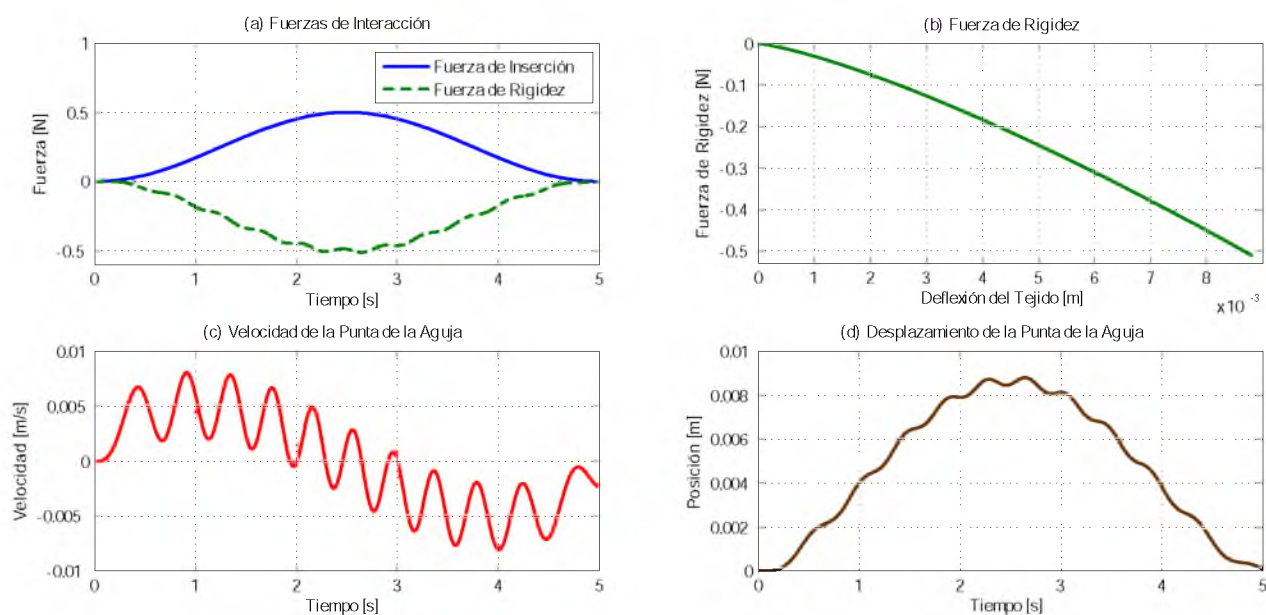 (a) Fuerzas de Interacción
1
0.5
0
-0.5
Fuerza [N]
Fuerza de Inserción
Fuerza de Rigidez
0 1 2 3 4 5
Tiempo [s]
(b) Fuerza de Rigidez
0
-0.1
-0.2
-0.3
-0.4
-0.5
Fuerza de Rigidez [N]
0 1 2 3 4 5 6 7 8
Deflexión del Tejido [m]
x10 -3
(c) Velocidad de la Punta de la Aguja
0.01
0.005
0
-0.005
-0.01
Velocidad [m/s]
0 1 2 3 4 5
Tiempo [s]
(d) Desplazamiento de la Punta de la Aguja
0.01
0.008
0.006
0.004
0.002
0
Posición [m]
0 1 2 3 4 5
Tiempo [s]